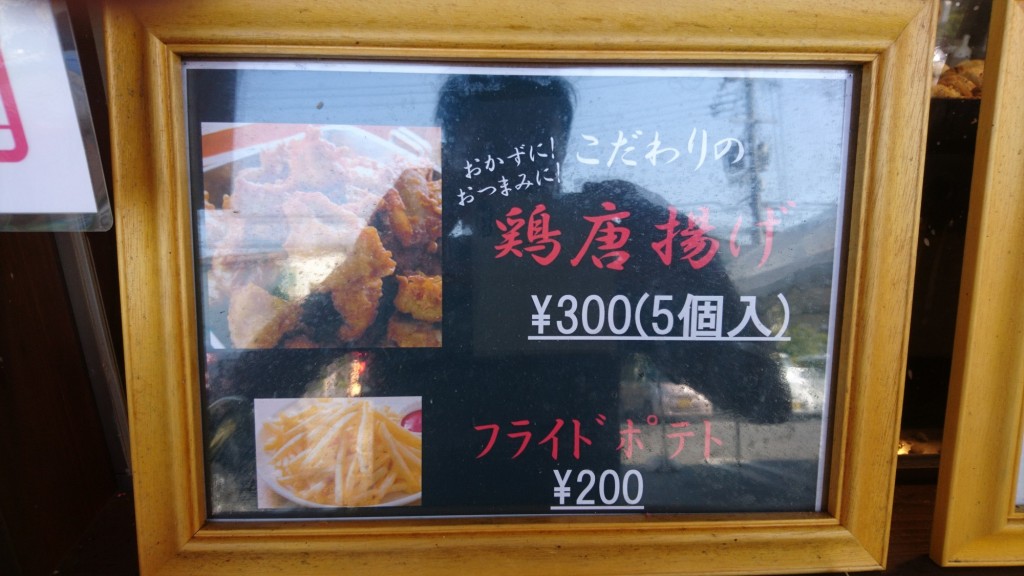 おかずに!
おつまみに!
こだわりの
鶏唐揚げ
¥300(5個入)
フライドポテト
¥200